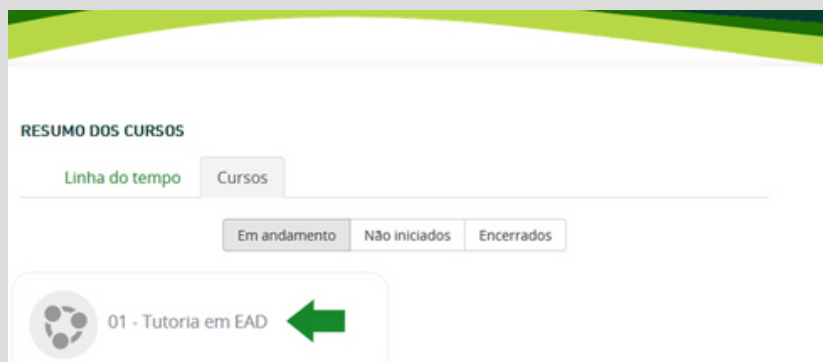 RESUMO DOS CURSOS
Linha do tempo Cursos
Em andamento Não iniciados Encerrados
01 - Tutoria em EAD